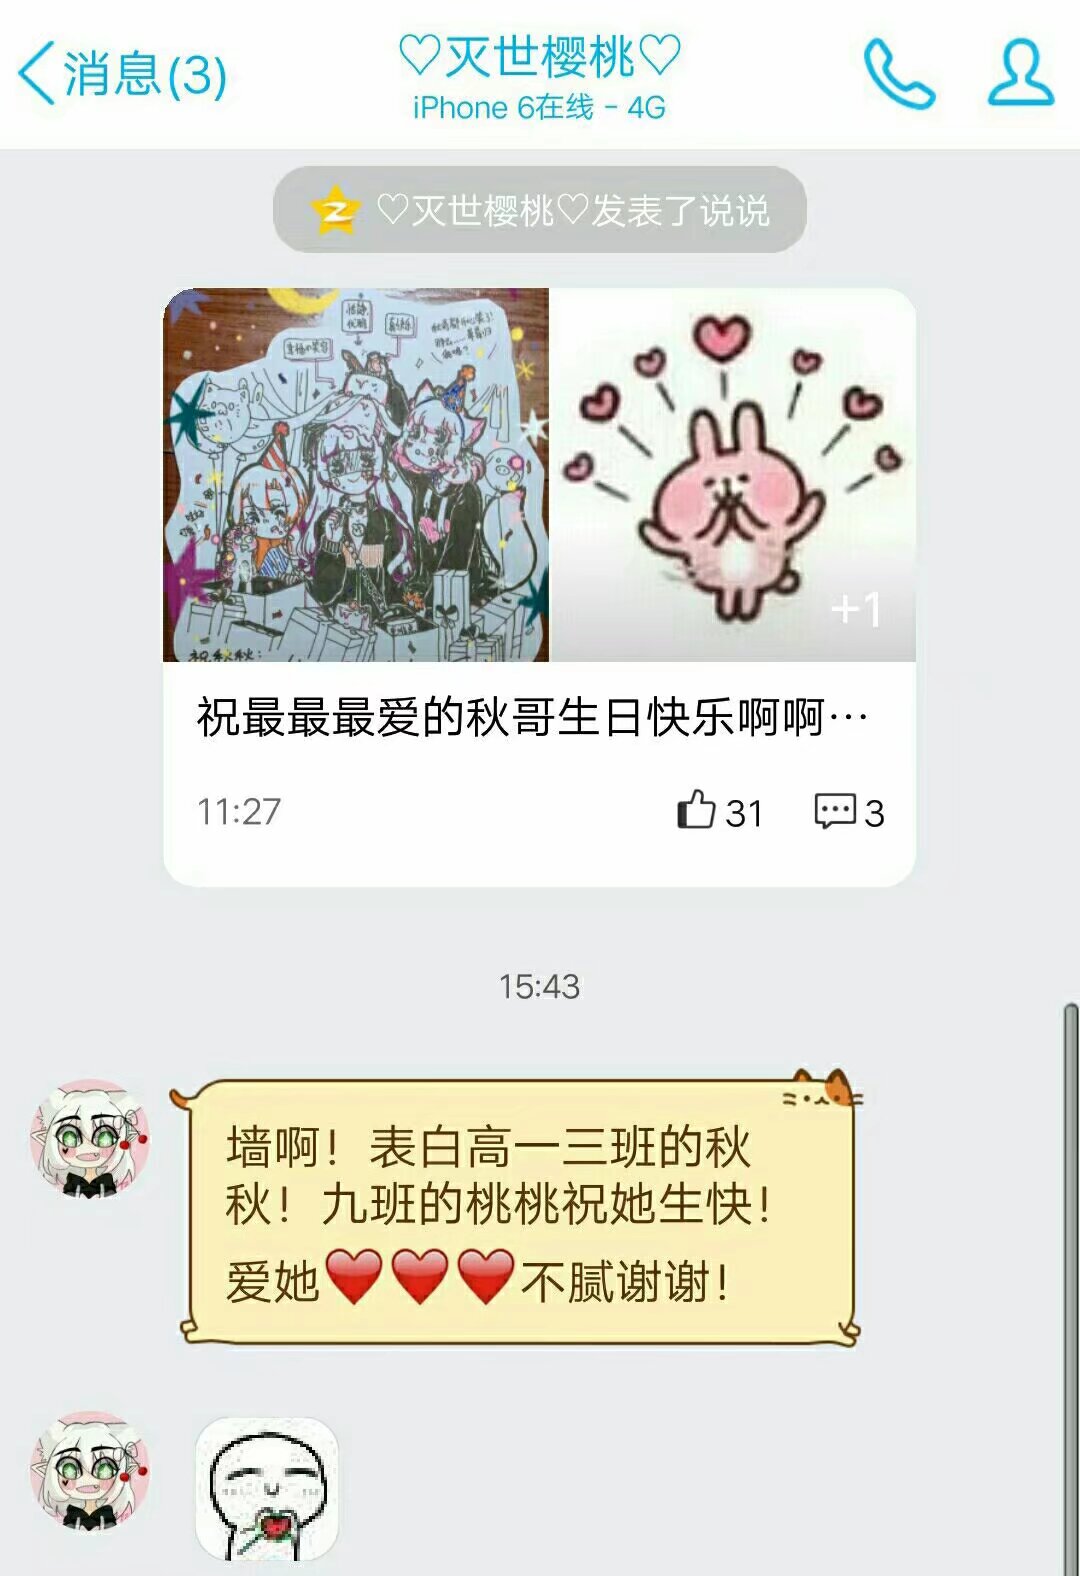 消息(3)
♡灭世樱桃♡
iPhone 6在线 - 4G
♡灭世樱桃♡发表了说说
祝秋秋:
+1
祝最最最爱的秋哥生日快乐啊啊…
11:27
31
3
15:43
墙啊！表白高一三班的秋
秋！九班的桃桃祝她生快！
爱她❤❤❤不腻谢谢！